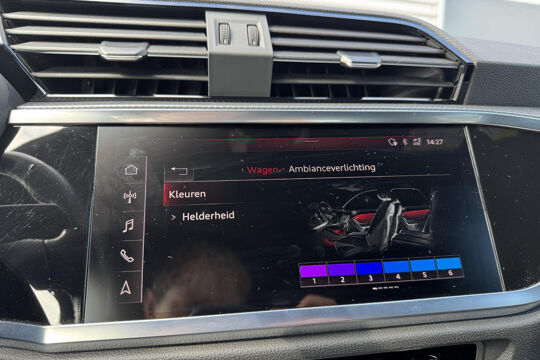 14:27
Wagen · Ambianceverlichting
Kleuren
> Helderheid
1 2 3 4 5 6